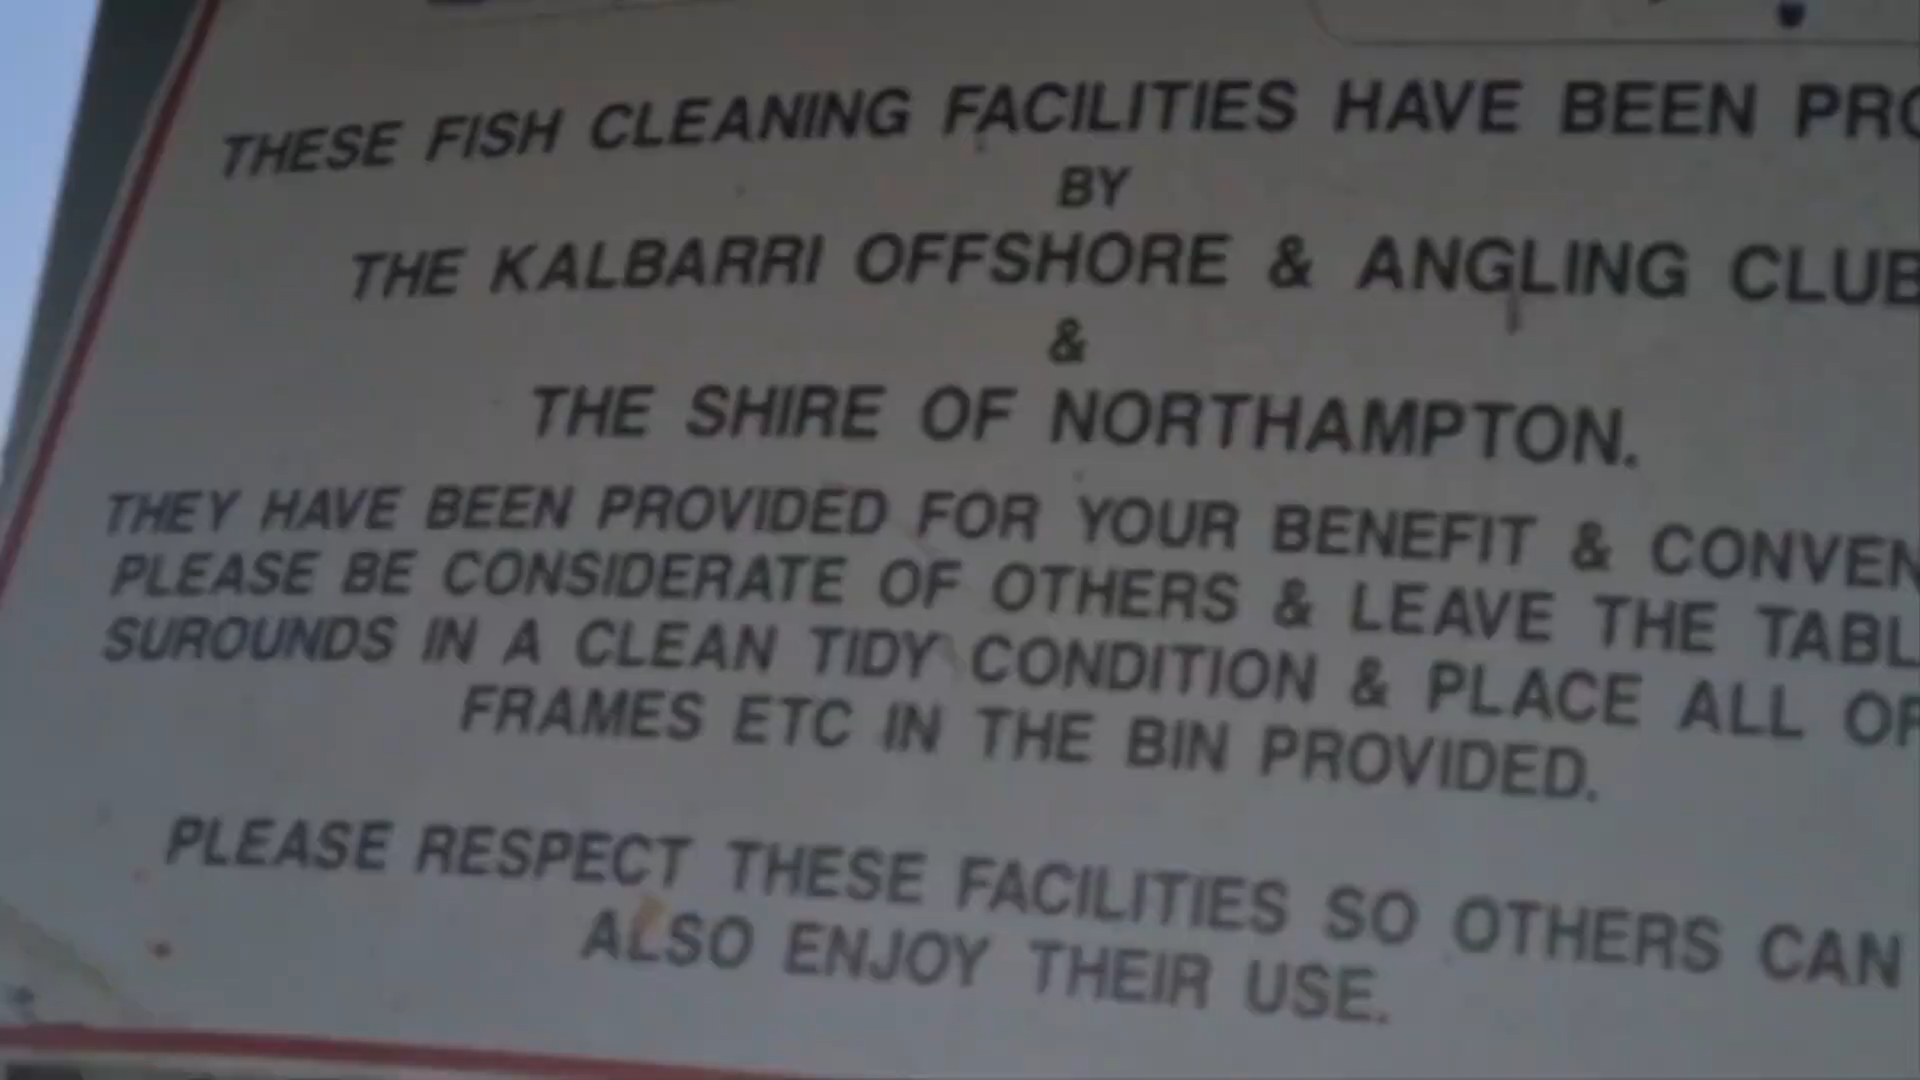 THESE FISH CLEANING FACILITIES HAVE BEEN PRO
BY
THE KALBARRI OFFSHORE & ANGLING CLUB
&
THE SHIRE OF NORTHAMPTON.
THEY HAVE BEEN PROVIDED FOR YOUR BENEFIT & CONVEN
PLEASE BE CONSIDERATE OF OTHERS & LEAVE THE TABL
SUROUNDS IN A CLEAN TIDY CONDITION & PLACE ALL OF
FRAMES ETC IN THE BIN PROVIDED.
PLEASE RESPECT THESE FACILITIES SO OTHERS CAN
ALSO ENJOY THEIR USE.